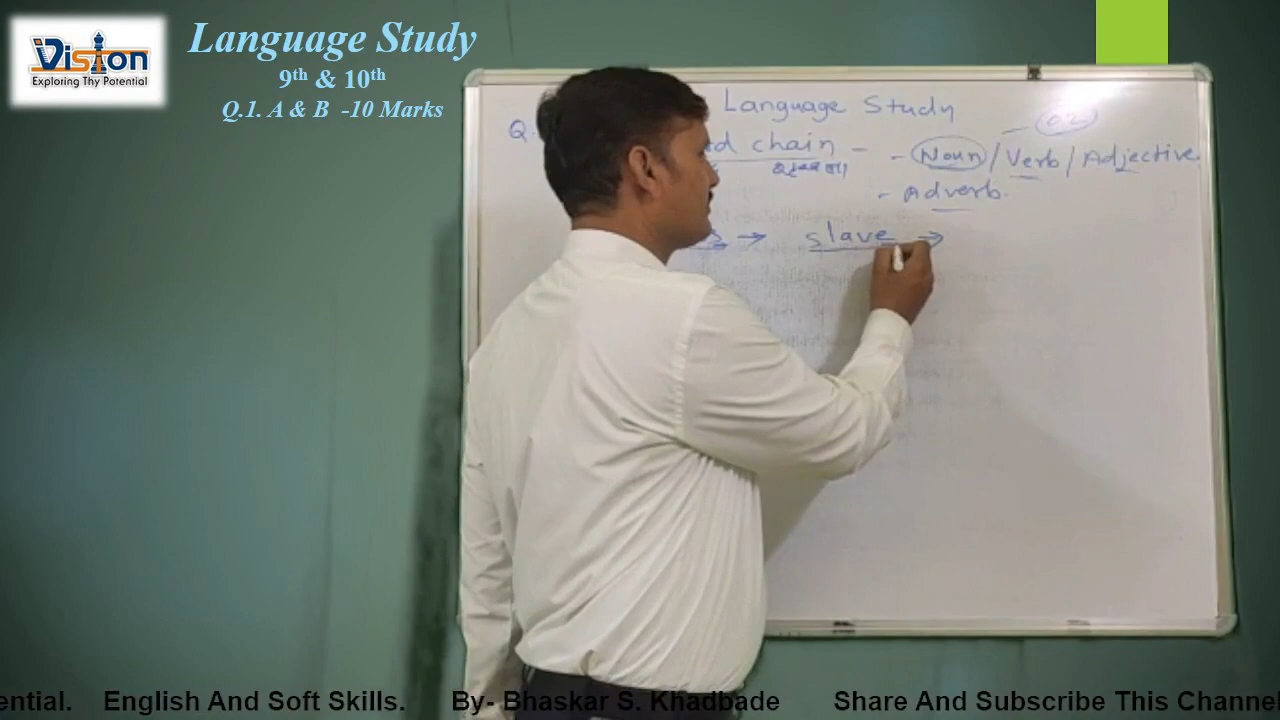 Vision
Exploring Thy Potential
Language Study
9th & 10th
Q.1. A & B -10 Marks
Language Study
Q.
02
chain - - Noun / Verb / Adjective
- Adverb.
→ slave →
ential. English And Soft Skills. By- Bhaskar S. Khadbade Share And Subscribe This Channe